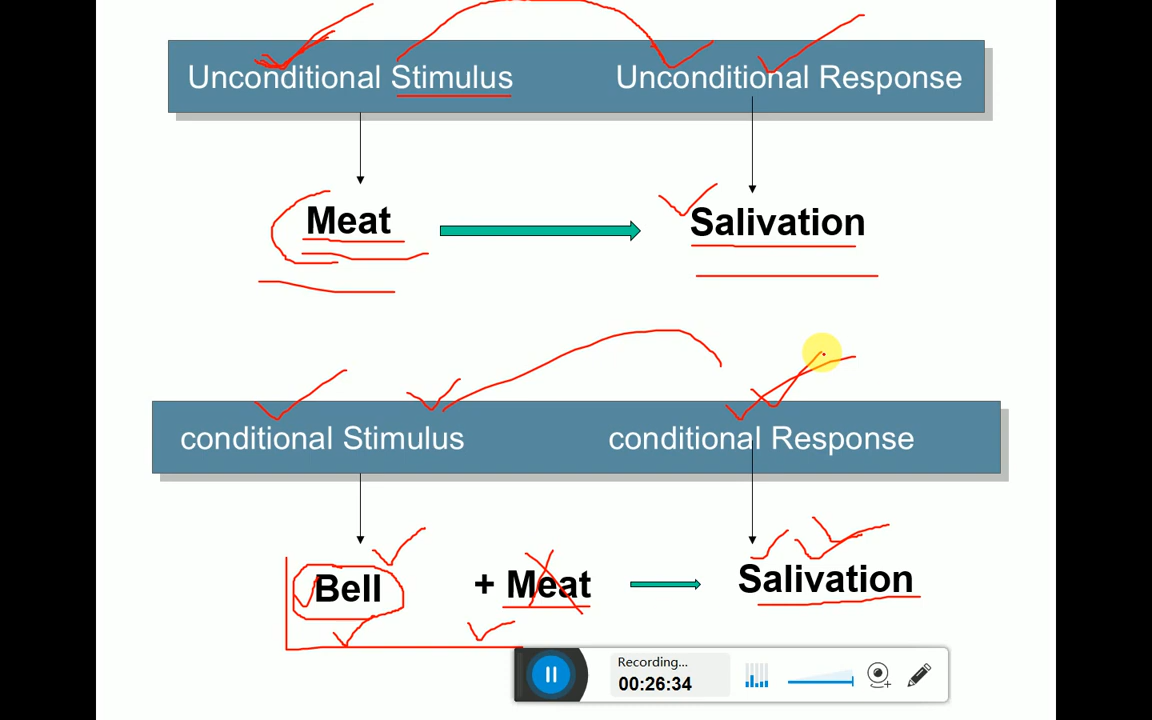 Unconditional Stimulus Unconditional Response
Meat Salivation
conditional Stimulus conditional Response
Bell + Meat Salivation
Recording...
00:26:34